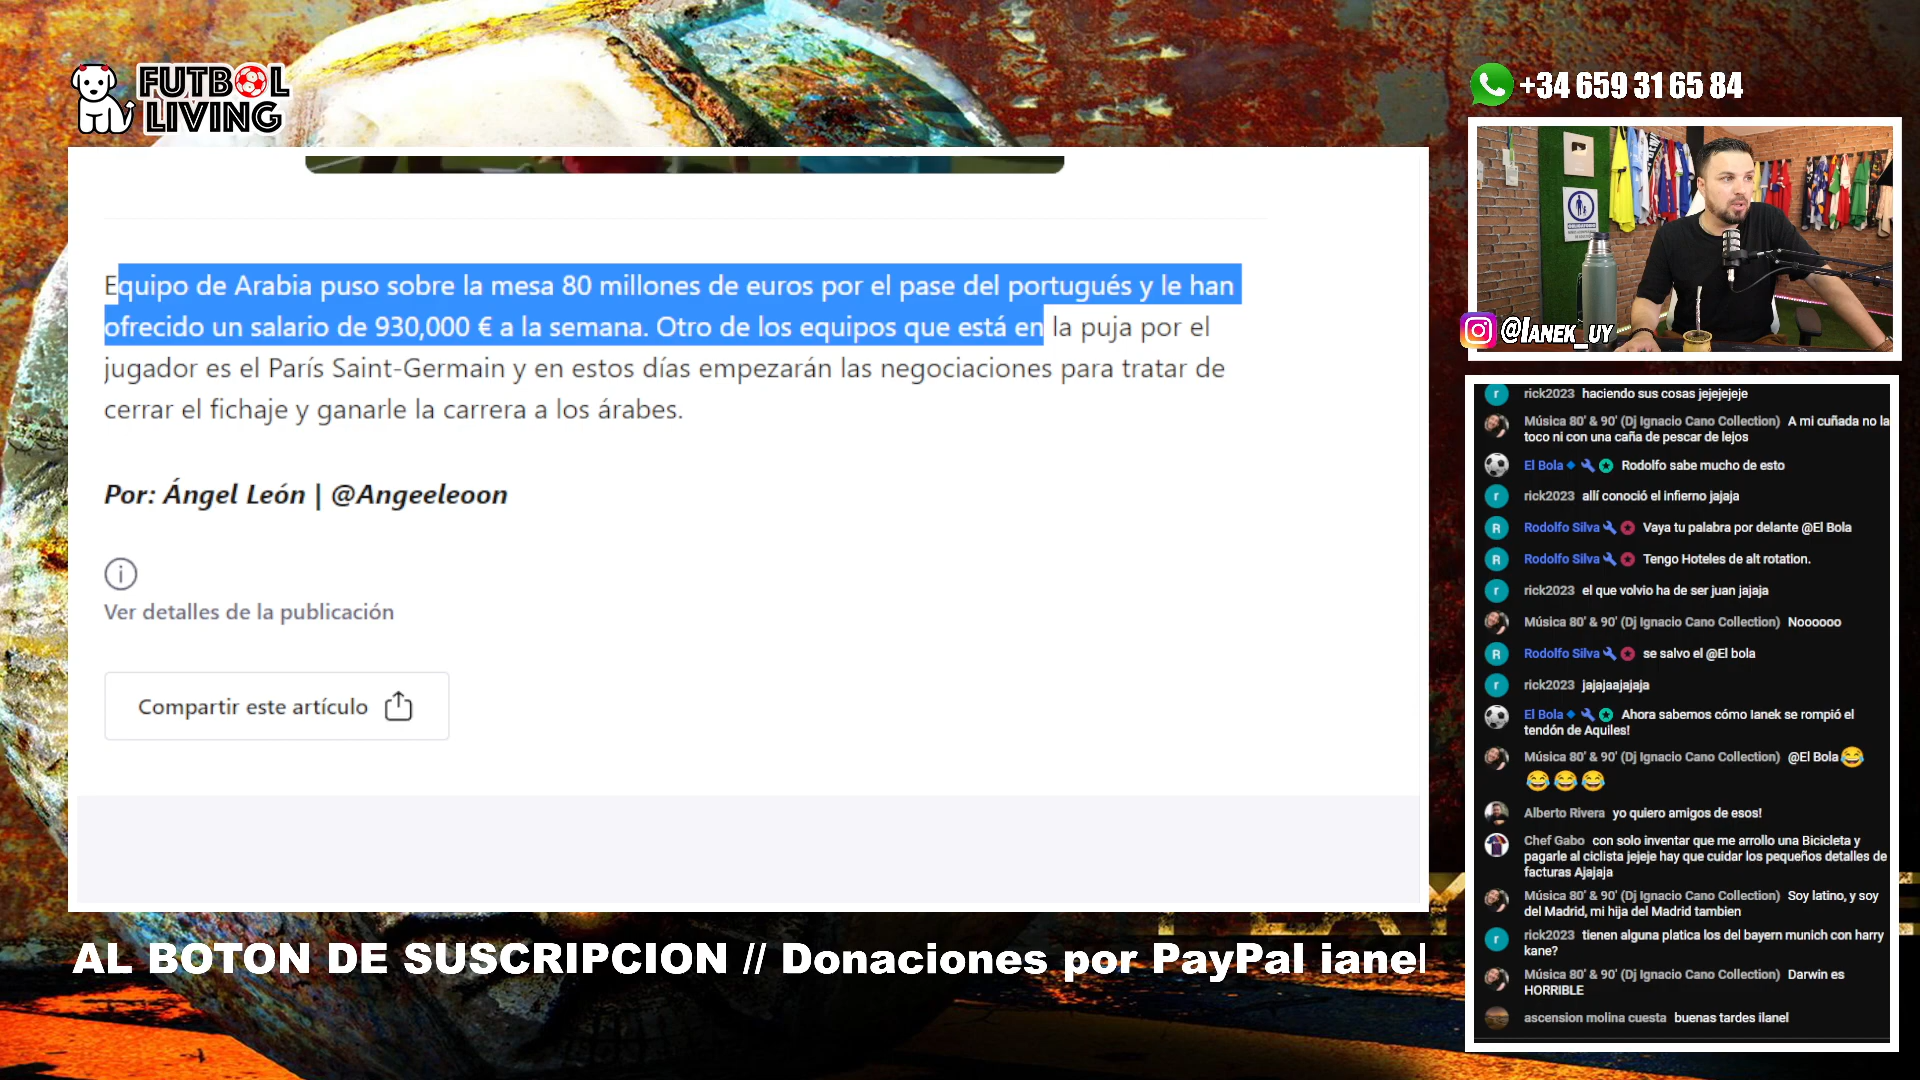 FUTBOL
LIVING
+34 659 31 65 84
Equipo de Arabia puso sobre la mesa 80 millones de euros por el pase del portugués y le han
ofrecido un salario de 930,000 € a la semana. Otro de los equipos que está en la puja por el
jugador es el París Saint-Germain y en estos días empezarán las negociaciones para tratar de
cerrar el fichaje y ganarle la carrera a los árabes.
Por: Ángel León | @Angeeleoon
Ver detalles de la publicación
Compartir este artículo
AL BOTON DE SUSCRIPCION // Donaciones por PayPal ianel
OBLIGATORIO
@IANEK_UY
rick2023 haciendo sus cosas jejejejeje
Música 80' & 90' (Dj Ignacio Cano Collection) A mi cuñada no la
toco ni con una caña de pescar de lejos
El Bola Rodolfo sabe mucho de esto
rick2023 allí conoció el infierno jajaja
Rodolfo Silva Vaya tu palabra por delante @El Bola
Rodolfo Silva Tengo Hoteles de alt rotation.
rick2023 el que volvio ha de ser juan jajaja
Música 80' & 90' (Dj Ignacio Cano Collection) Noooooo
Rodolfo Silva se salvo el @El bola
rick2023 jajajaajajaja
El Bola Ahora sabemos cómo Ianek se rompió el
tendón de Aquiles!
Música 80' & 90' (Dj Ignacio Cano Collection) @El Bola 😂
😂 😂 😂
Alberto Rivera yo quiero amigos de esos!
Chef Gabo con solo inventar que me arrollo una Bicicleta y
pagarle al ciclista jejeje hay que cuidar los pequeños detalles de
facturas Ajajaja
Música 80' & 90' (Dj Ignacio Cano Collection) Soy latino, y soy
del Madrid, mi hija del Madrid tambien
rick2023 tienen alguna platica los del bayern munich con harry
kane?
Música 80' & 90' (Dj Ignacio Cano Collection) Darwin es
HORRIBLE
ascension molina cuesta buenas tardes ilanel